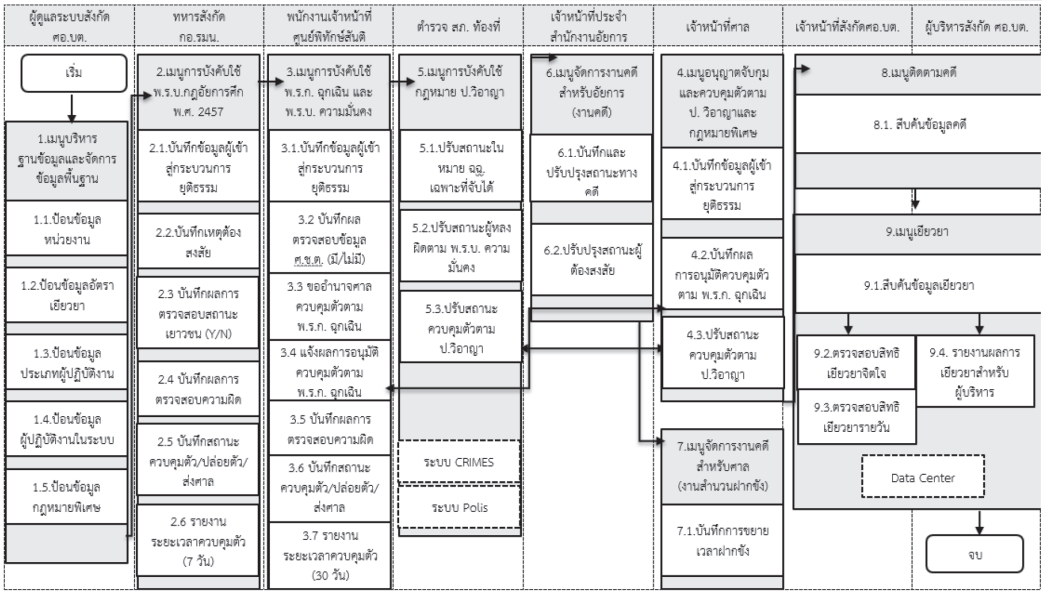 ผู้ดูแลระบบสังกัด
ศอ.บต.
ทหารสังกัด
กอ.รมน.
พนักงานเจ้าหน้าที่
ศูนย์พิทักษ์สันติ
ตำรวจ สภ. ท้องที่
เจ้าหน้าที่ประจำ
สำนักงานอัยการ
เจ้าหน้าที่ศาล
เจ้าหน้าที่สังกัดศอ.บต.
ผู้บริหารสังกัด ศอ.บต.
เริ่ม
1.เมนูบริหาร
ฐานข้อมูลและจัดการ
ข้อมูลพื้นฐาน
1.1.ป้อนข้อมูล
หน่วยงาน
1.2.ป้อนข้อมูลอัตรา
เยียวยา
1.3.ป้อนข้อมูล
ประเภทผู้ปฏิบัติงาน
1.4.ป้อนข้อมูล
ผู้ปฏิบัติงานในระบบ
1.5.ป้อนข้อมูล
กฎหมายพิเศษ
2.เมนูการบังคับใช้
พ.ร.บ.กฎอัยการศึก
พ.ศ. 2457
2.1.บันทึกข้อมูลผู้เข้า
สู่กระบวนการ
ยุติธรรม
2.2.บันทึกเหตุต้อง
สงสัย
2.3 บันทึกผลการ
ตรวจสอบสถานะ
เยาวชน (Y/N)
2.4 บันทึกผลการ
ตรวจสอบความผิด
2.5 บันทึกสถานะ
ควบคุมตัว/ปล่อยตัว/
ส่งศาล
2.6 รายงาน
ระยะเวลาควบคุมตัว
(7 วัน)
3.เมนูการบังคับใช้
พ.ร.ก. ฉุกเฉิน และ
พ.ร.บ. ความมั่นคง
3.1.บันทึกข้อมูลผู้เข้า
สู่กระบวนการ
ยุติธรรม
3.2 บันทึกผล
ตรวจสอบข้อมูล
ศ.ช.ต. (มี/ไม่มี)
3.3 ขออำนาจศาล
ควบคุมตัวตาม
พ.ร.ก. ฉุกเฉิน
3.4 แจ้งผลการอนุมัติ
ควบคุมตัวตาม
พ.ร.ก. ฉุกเฉิน
3.5 บันทึกผลการ
ตรวจสอบความผิด
3.6 บันทึกสถานะ
ควบคุมตัว/ปล่อยตัว/
ส่งศาล
3.7 รายงาน
ระยะเวลาควบคุมตัว
(30 วัน)
5.เมนูการบังคับใช้
กฎหมาย ป.วิอาญา
5.1.ปรับสถานะใน
หมาย ฉฉ.
เฉพาะที่จับได้
5.2.ปรับสถานะผู้หลง
ผิดตาม พ.ร.บ. ความ
มั่นคง
5.3.ปรับสถานะ
ควบคุมตัวตาม
ป.วิอาญา
ระบบ CRIMES
ระบบ Polis
6.เมนูจัดการงานคดี
สำหรับอัยการ
(งานคดี)
6.1.บันทึกและ
ปรับปรุงสถานะทาง
คดี
6.2.ปรับปรุงสถานะผู้
ต้องสงสัย
4.เมนูอนุญาตจับกุม
และควบคุมตัวตาม
ป. วิอาญาและ
กฎหมายพิเศษ
4.1.บันทึกข้อมูลผู้เข้า
สู่กระบวนการ
ยุติธรรม
4.2.บันทึกผล
การอนุมัติควบคุมตัว
ตาม พ.ร.ก. ฉุกเฉิน
4.3.ปรับสถานะ
ควบคุมตัวตาม
ป.วิอาญา
7.เมนูจัดการงานคดี
สำหรับศาล
(งานสำนวนฝากขัง)
7.1.บันทึกการขยาย
เวลาฝากขัง
8.เมนูติดตามคดี
8.1. สืบค้นข้อมูลคดี
9.เมนูเยียวยา
9.1.สืบค้นข้อมูลเยียวยา
9.2.ตรวจสอบสิทธิ
เยียวยาจิตใจ
9.3.ตรวจสอบสิทธิ
เยียวยารายวัน
9.4. รายงานผลการ
เยียวยาสำหรับ
ผู้บริหาร
Data Center
จบ